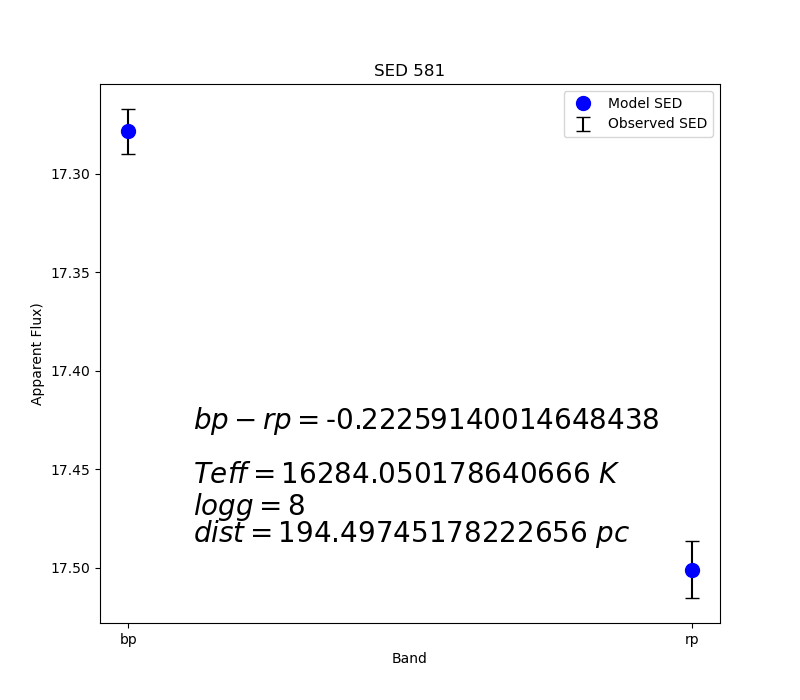 SED 581
Model SED
Observed SED
17.30
17.35
17.40
17.45
17.50
Apparent Flux)
bp − rp = -0.22259140014648438
Teff = 16284.050178640666 K
logg = 8
dist = 194.49745178222656 pc
bp
rp
Band